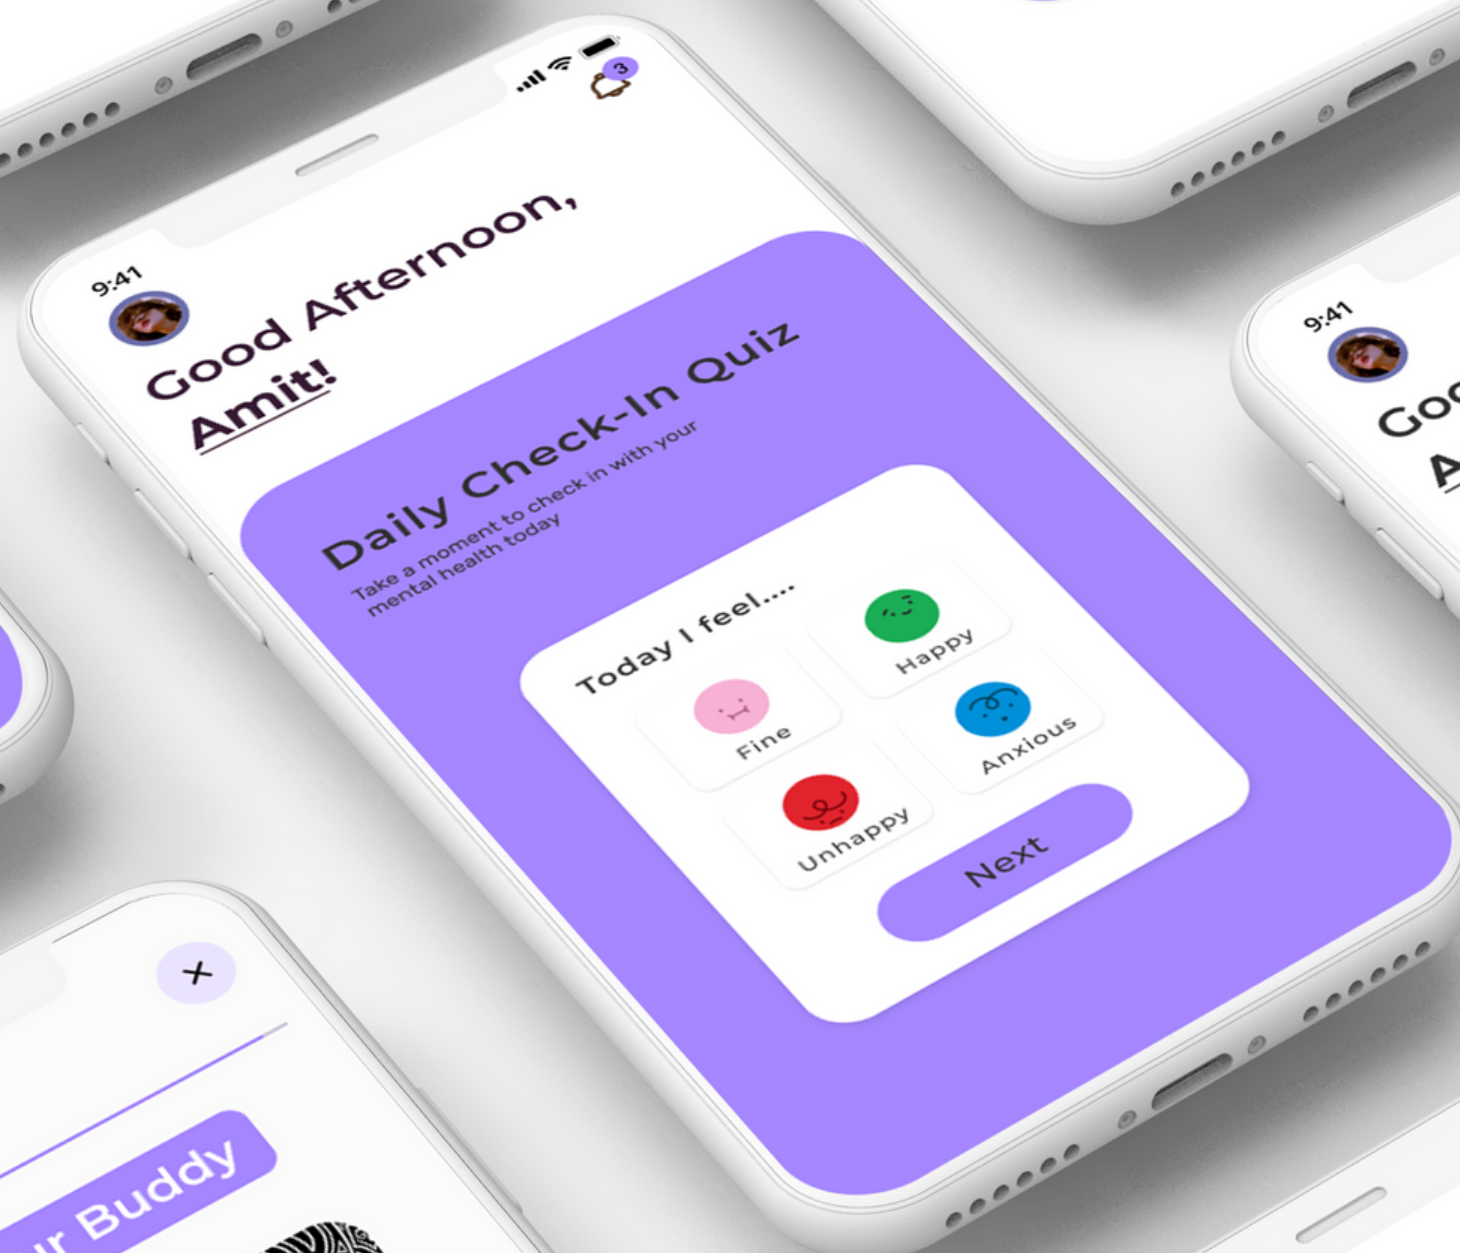 9:41
3
Good Afternoon,
Amit!
Daily Check-In Quiz
Take a moment to check in with your
mental health today
Today I feel....
Fine
Happy
Unhappy
Anxious
Next
9:41
Buddy